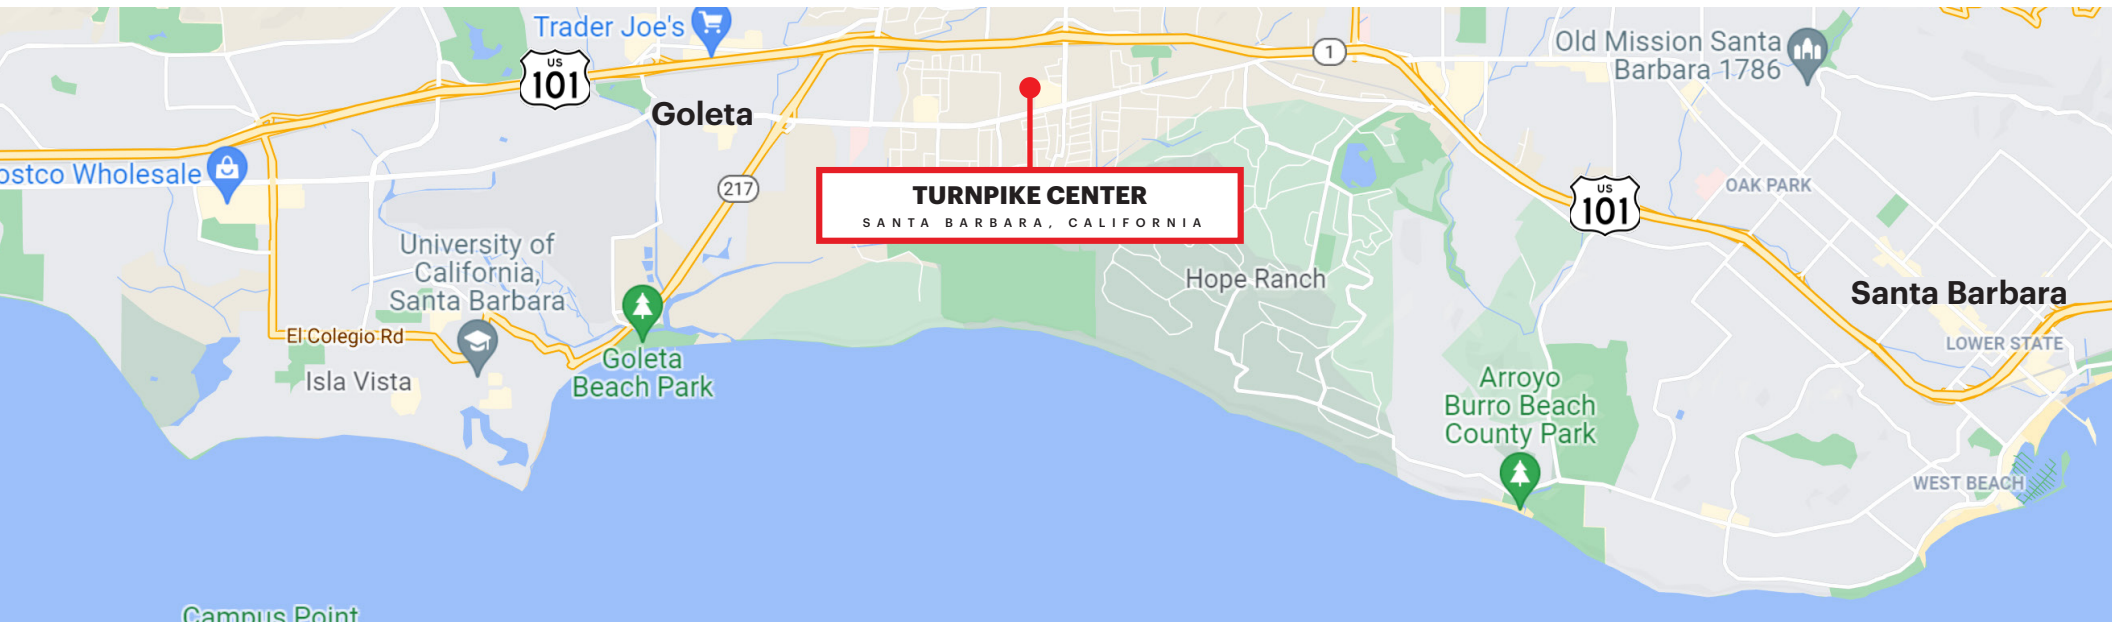 Trader Joe's
US
101
Goleta
ostco Wholesale
217
University of
California,
Santa Barbara
El Colegio Rd
Isla Vista
Goleta
Beach Park
Campus Point
TURNPIKE CENTER
SANTA BARBARA, CALIFORNIA
Hope Ranch
1
Old Mission Santa
Barbara 1786
OAK PARK
US
101
Santa Barbara
LOWER STATE
Arroyo
Burro Beach
County Park
WEST BEACH